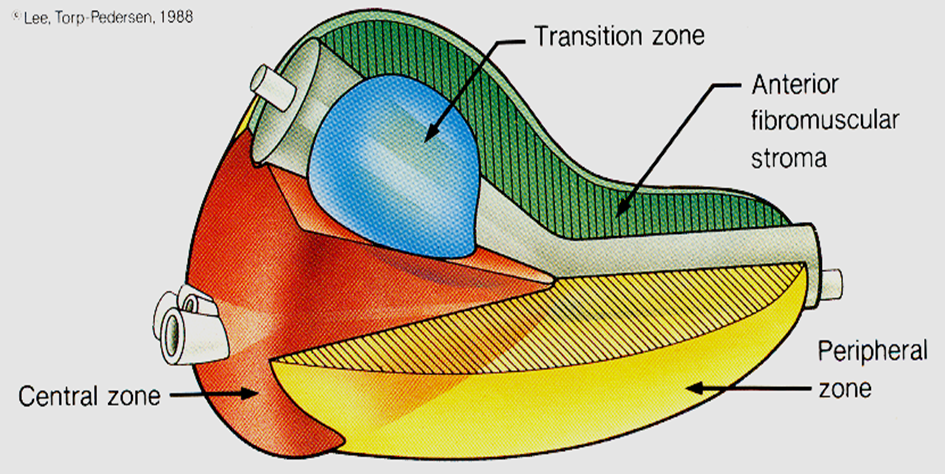 © Lee, Torp-Pedersen, 1988
Transition zone
Anterior
fibromuscular
stroma
Peripheral
zone
Central zone